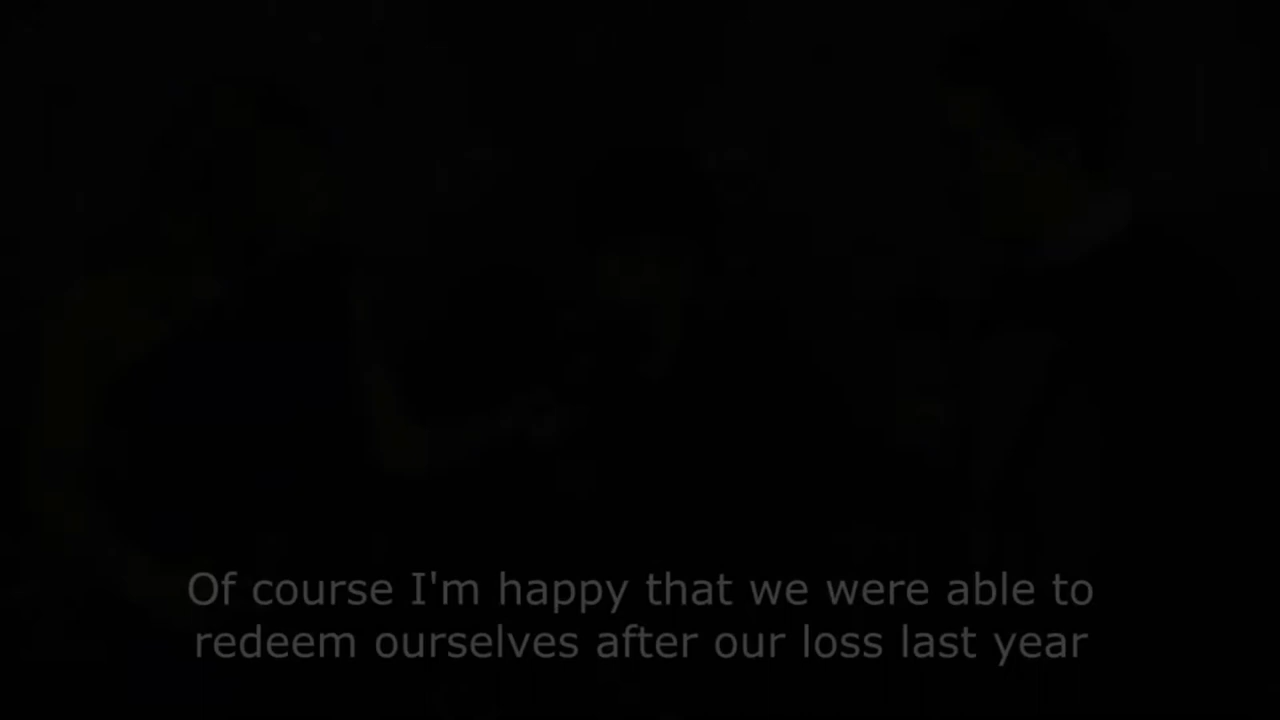 Of course I'm happy that we were able to
redeem ourselves after our loss last year